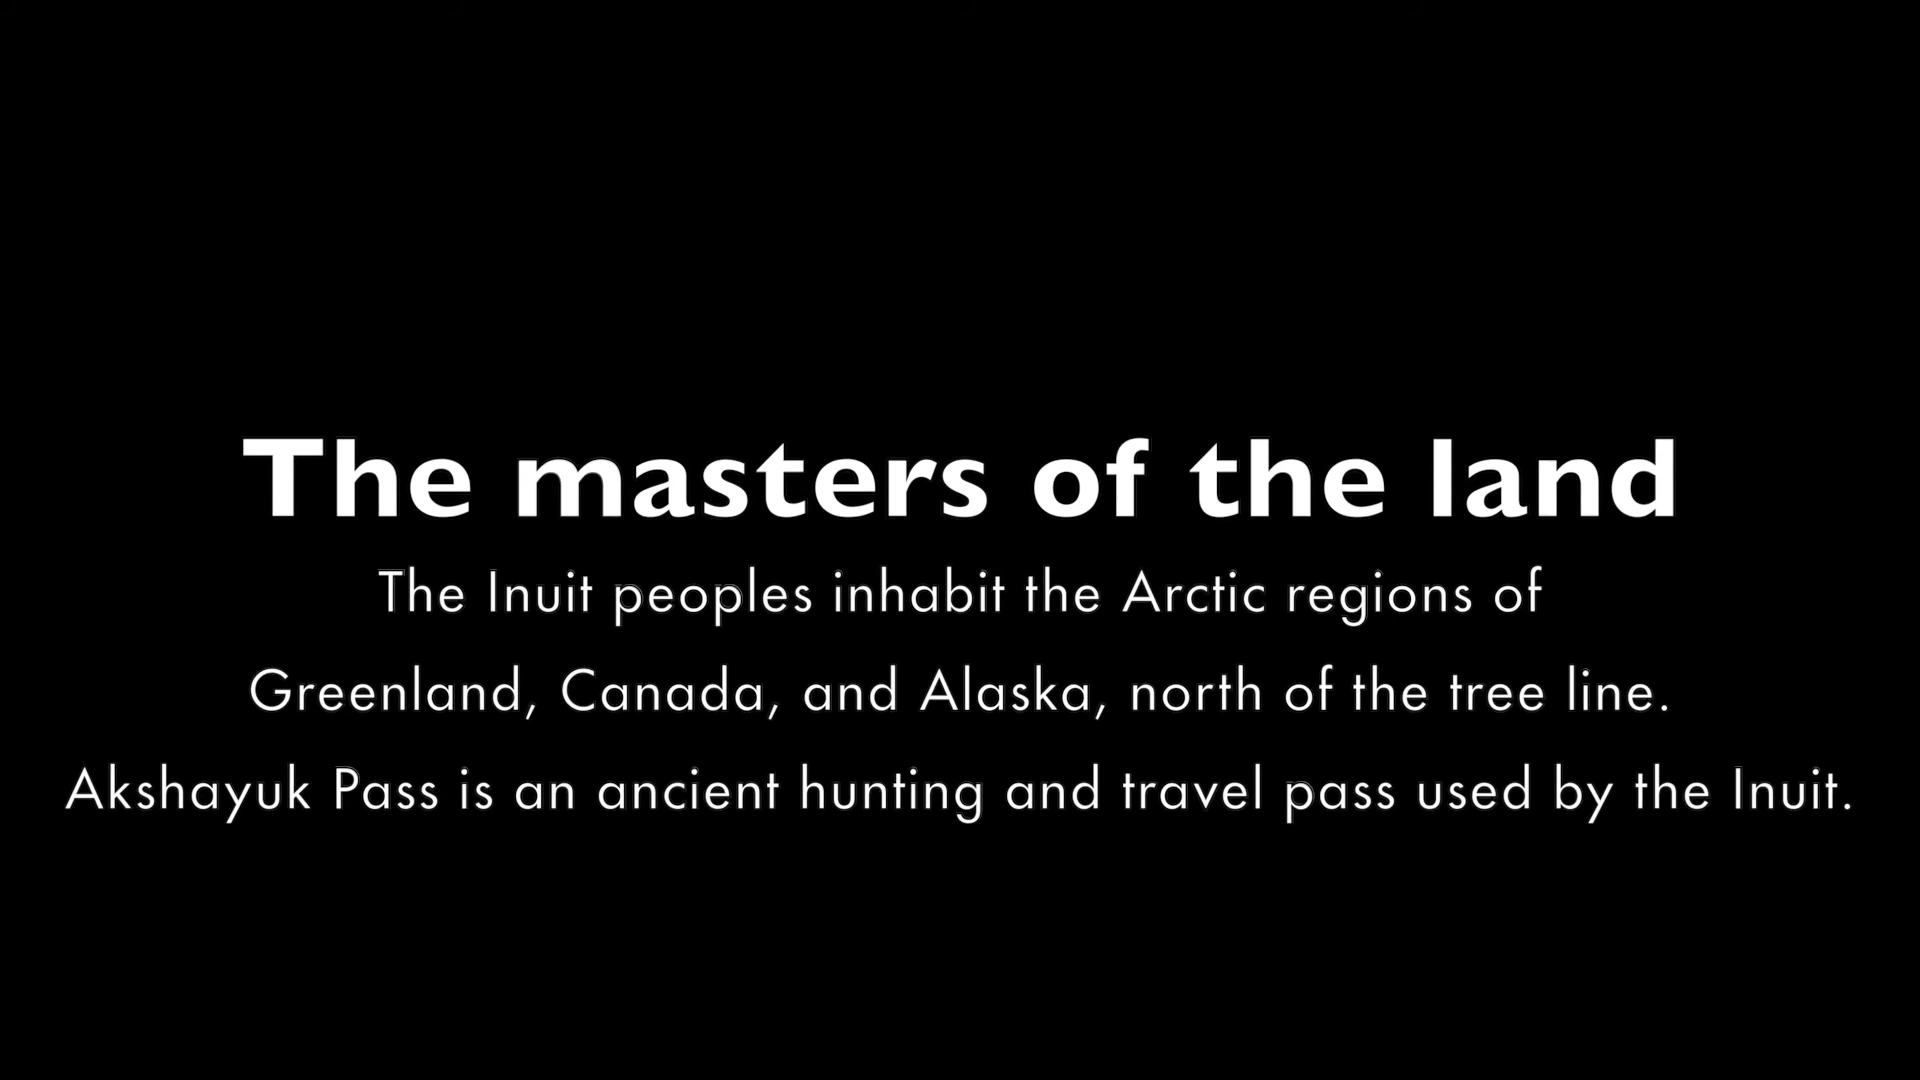 The masters of the land
The Inuit peoples inhabit the Arctic regions of
Greenland, Canada, and Alaska, north of the tree line.
Akshayuk Pass is an ancient hunting and travel pass used by the Inuit.